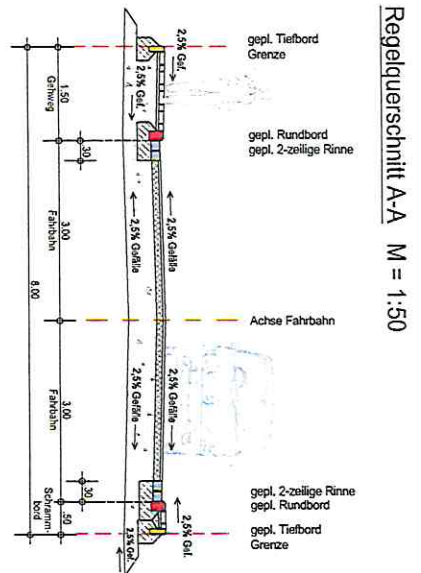 Regelquerschnitt A-A M = 1:50
gepl. Tiefbord
Grenze
gepl. Rundbord
gepl. 2-zeilige Rinne
Achse Fahrbahn
gepl. 2-zeilige Rinne
gepl. Rundbord
gepl. Tiefbord
Grenze
2,5% Gef.
2,5% Gefälle
2,5% Gefälle
2,5% Gef.
2,5% Gef.
2,5% Gefälle
2,5% Gefälle
2,5% Gef.
30
30
1.50
3.00
3.00
.50
Gehweg
Fahrbahn
Fahrbahn
Schramm-
bord
8.00